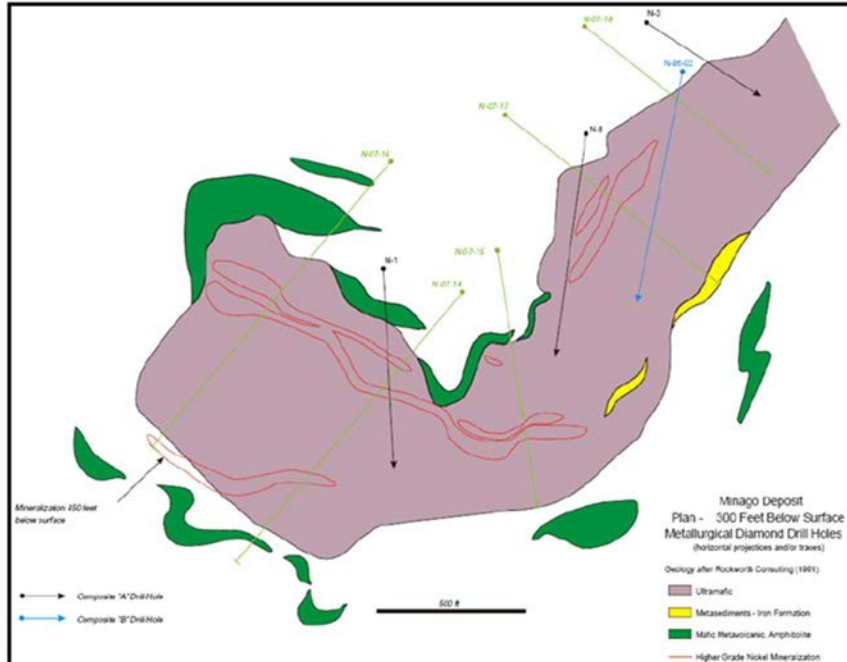 N-07-18
N-3
N-06-02
N-07-17
N-8
N-07-16
N-07-15
N-1
N-07-14
Mineralization 450 feet
below surface
Minago Deposit
Plan - 300 Feet Below Surface
Metallurgical Diamond Drill Holes
(horizontal projections and/or traces)
Geology after Rockworth Consulting (1991)
Ultramafic
Metasediments - Iron Formation
Mafic Metavolcanic, Amphibolite
Higher Grade Nickel Mineralization
Composite "A" Drill Hole
Composite "B" Drill Hole
500 ft